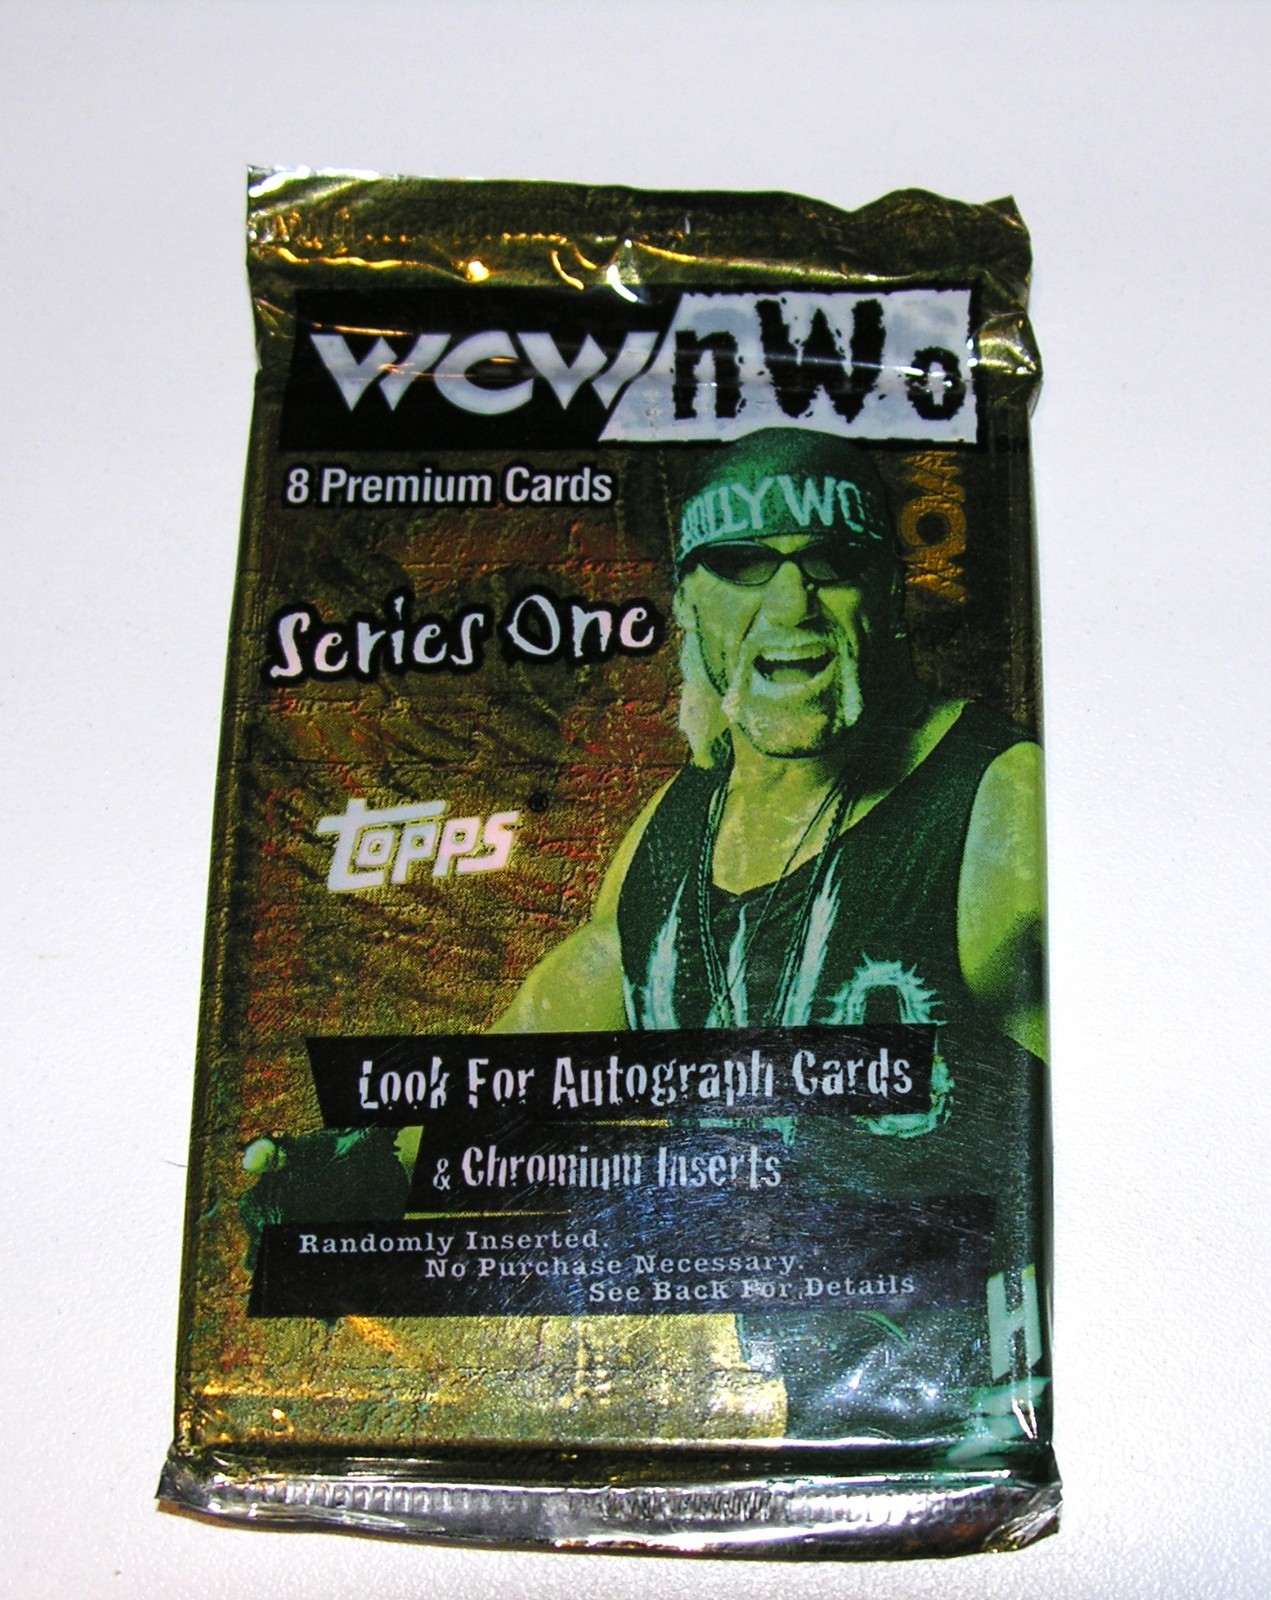 WCW/nWo
8 Premium Cards
HOLLYWO
Series One
topps®
Look For Autograph Cards
& Chromium Inserts
Randomly Inserted.
No Purchase Necessary.
See Back For Details
H